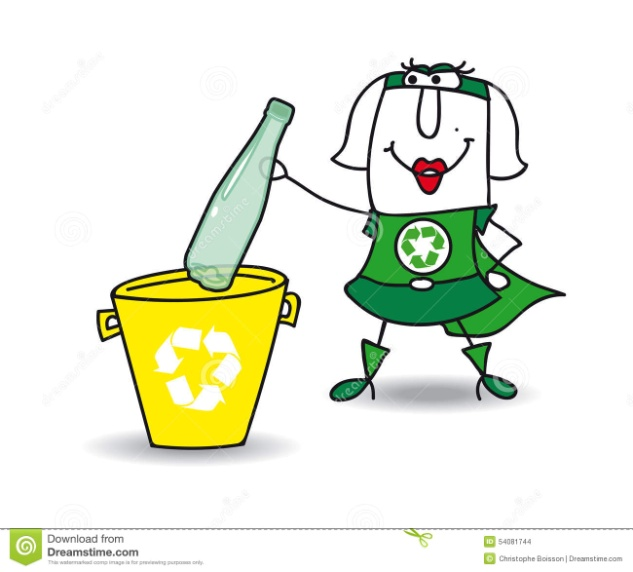 dreamstime
Download from
Dreamstime.com
This watermarked comp image is for previewing purposes only.
ID 54081744
© Christophe Boisson | Dreamstime.com